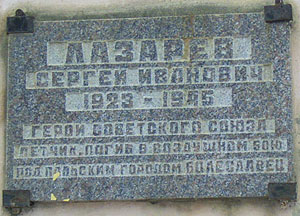 ЛАЗАРЕВ
СЕРГЕЙ ИВАНОВИЧ
1923 - 1945
ГЕРОЙ СОВЕТСКОГО СОЮЗА
ЛЕТЧИК. ПОГИБ В ВОЗДУШНОМ БОЮ
ПОД ПОЛЬСКИМ ГОРОДОМ БОЛЕСЛАВЕЦ